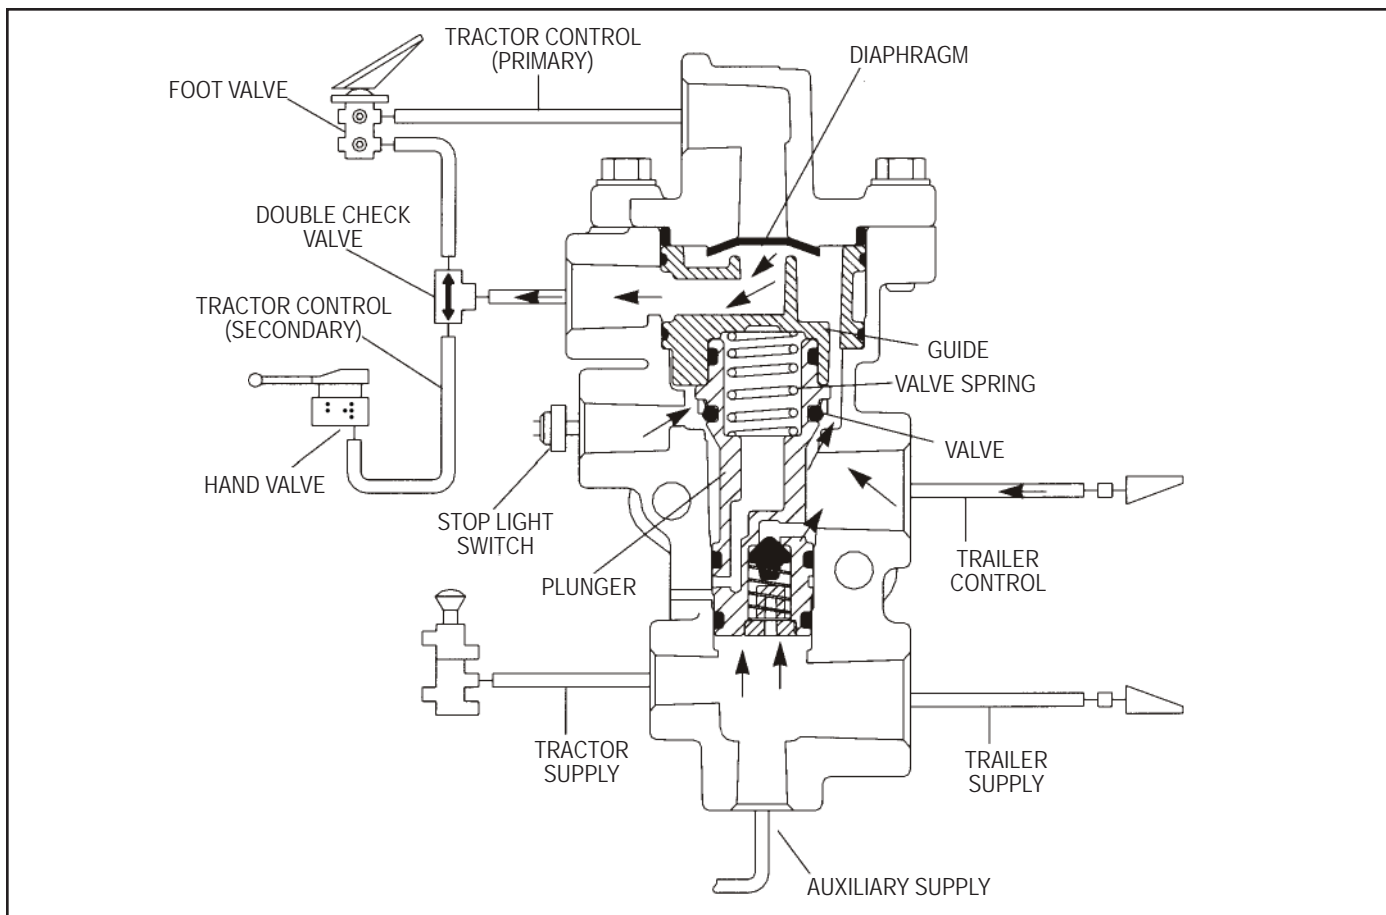 TRACTOR CONTROL
(PRIMARY)
DIAPHRAGM
FOOT VALVE
DOUBLE CHECK
VALVE
TRACTOR CONTROL
(SECONDARY)
GUIDE
VALVE SPRING
VALVE
HAND VALVE
STOP LIGHT
SWITCH
PLUNGER
TRAILER
CONTROL
TRACTOR
SUPPLY
TRAILER
SUPPLY
AUXILIARY SUPPLY